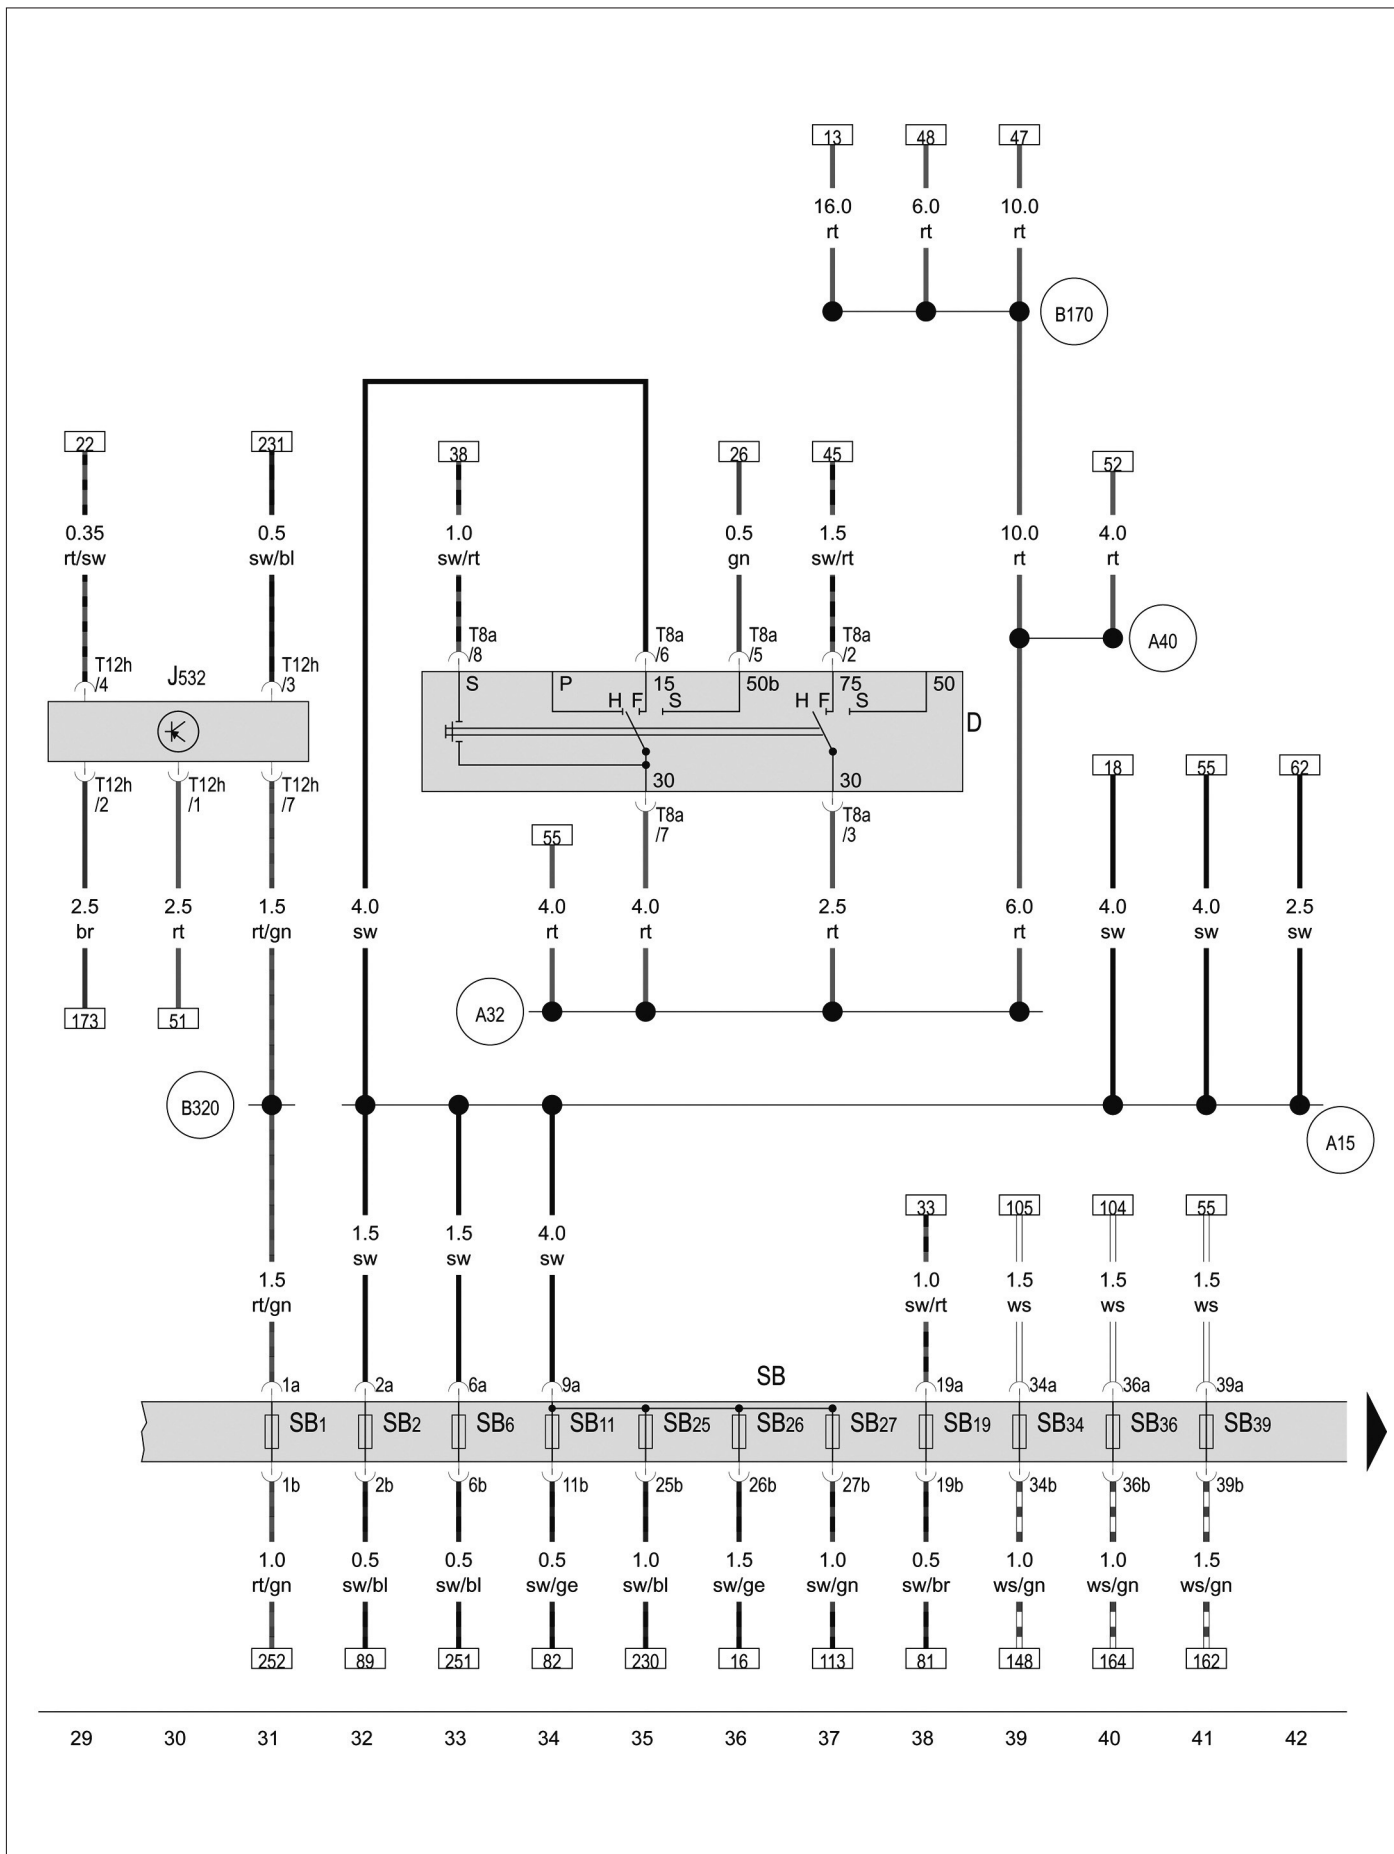 13 48 47
16.0 6.0 10.0
rt rt rt
B170
22 231 38 26 45 52
0.35 0.5 1.0 0.5 1.5 10.0 4.0
rt/sw sw/bl sw/rt gn sw/rt rt rt
T8a T8a T8a T8a
/8 /6 /5 /2
A40
T12h J532 T12h
/4 /3
S P 15 50b 75 50
H F S H F S
D
30 30
18 55 62
T12h T12h T12h
/2 /1 /7
T8a T8a
/7 /3
55
2.5 2.5 1.5 4.0 4.0 4.0 2.5 6.0 4.0 4.0 2.5
br rt rt/gn sw rt rt rt rt sw sw sw
173 51 A32
B320
A15
33 105 104 55
1.5 1.5 4.0
sw sw sw
1.5 1.0 1.5 1.5 1.5
rt/gn sw/rt ws ws ws
SB
1a 2a 6a 9a 19a 34a 36a 39a
SB1 SB2 SB6 SB11 SB25 SB26 SB27 SB19 SB34 SB36 SB39
1b 2b 6b 11b 25b 26b 27b 19b 34b 36b 39b
1.0 0.5 0.5 0.5 1.0 1.5 1.0 0.5 1.0 1.0 1.5
rt/gn sw/bl sw/bl sw/ge sw/bl sw/ge sw/gn sw/br ws/gn ws/gn ws/gn
252 89 251 82 230 16 113 81 148 164 162
29 30 31 32 33 34 35 36 37 38 39 40 41 42